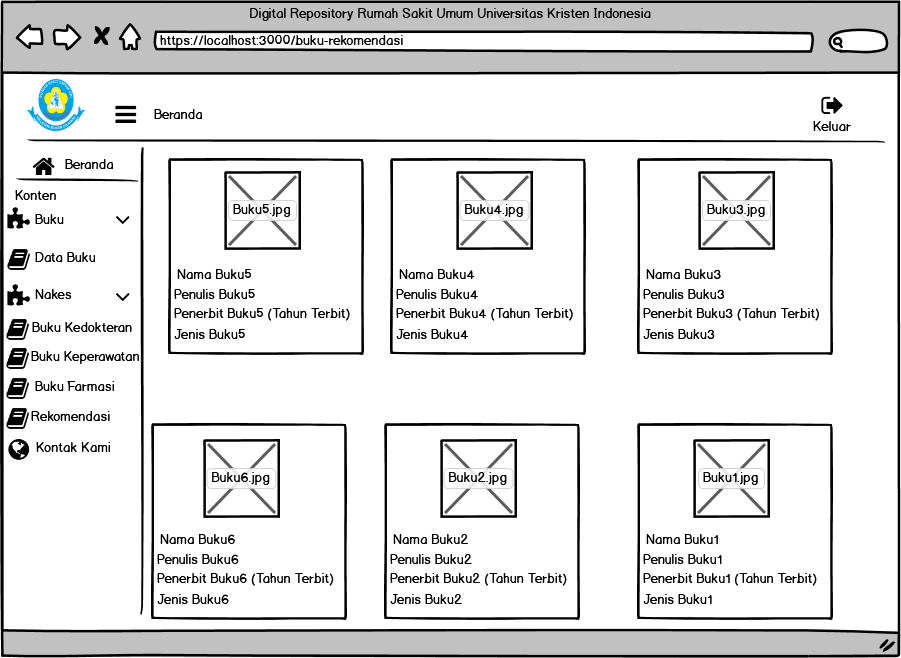 Digital Repository Rumah Sakit Umum Universitas Kristen Indonesia
https://localhost:3000/buku-rekomendasi
Beranda
Keluar
Beranda
Konten
Buku
Data Buku
Nakes
Buku Kedokteran
Buku Keperawatan
Buku Farmasi
Rekomendasi
Kontak Kami
Buku5.jpg
Nama Buku5
Penulis Buku5
Penerbit Buku5 (Tahun Terbit)
Jenis Buku5
Buku4.jpg
Nama Buku4
Penulis Buku4
Penerbit Buku4 (Tahun Terbit)
Jenis Buku4
Buku3.jpg
Nama Buku3
Penulis Buku3
Penerbit Buku3 (Tahun Terbit)
Jenis Buku3
Buku6.jpg
Nama Buku6
Penulis Buku6
Penerbit Buku6 (Tahun Terbit)
Jenis Buku6
Buku2.jpg
Nama Buku2
Penulis Buku2
Penerbit Buku2 (Tahun Terbit)
Jenis Buku2
Buku1.jpg
Nama Buku1
Penulis Buku1
Penerbit Buku1 (Tahun Terbit)
Jenis Buku1